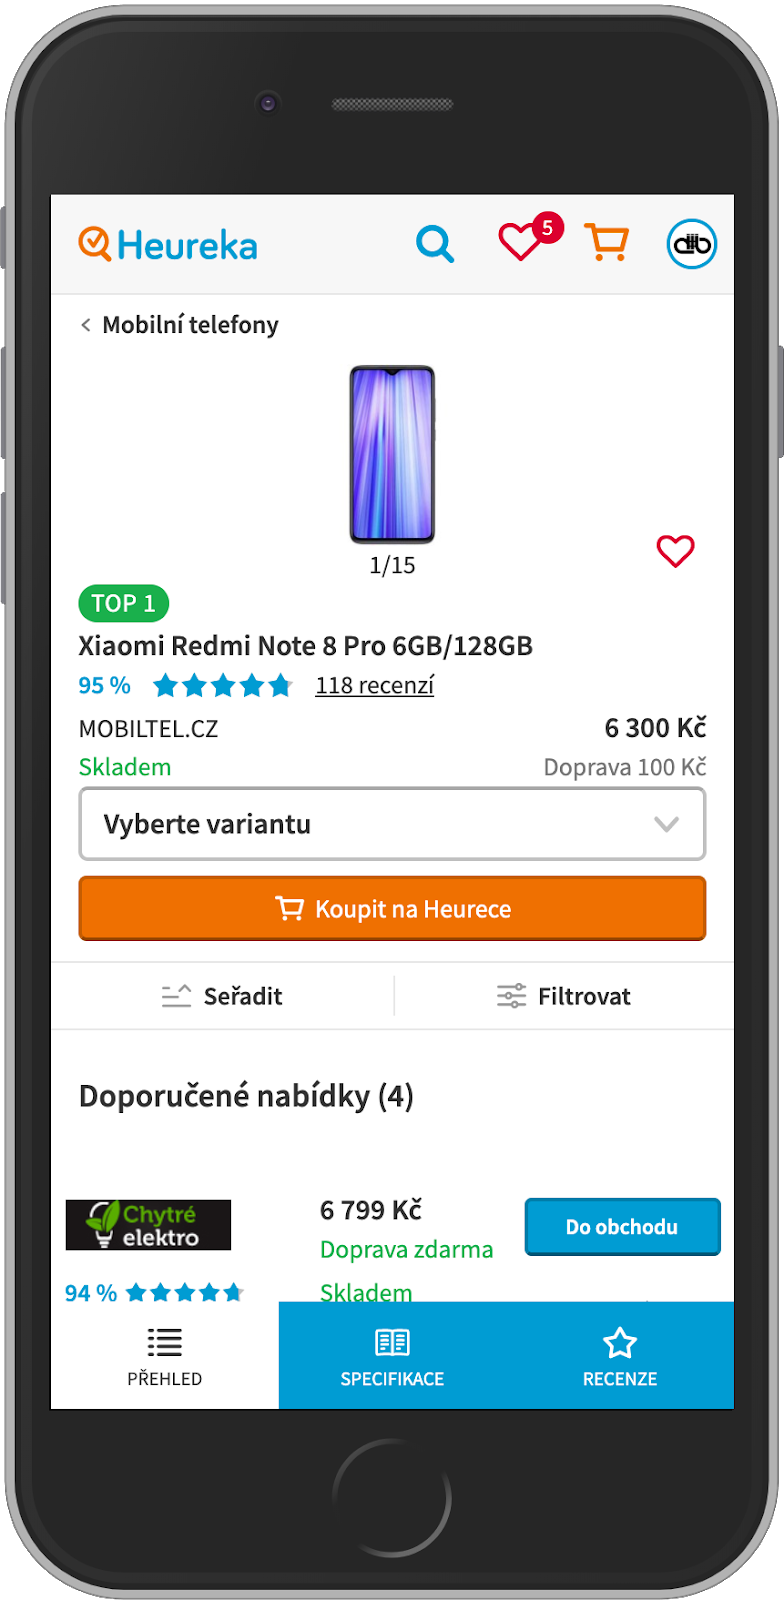 Heureka
5
Mobilní telefony
1/15
TOP 1
Xiaomi Redmi Note 8 Pro 6GB/128GB
95 % 118 recenzí
MOBILTEL.CZ 6 300 Kč
Skladem Doprava 100 Kč
Vyberte variantu
Koupit na Heurece
Seřadit Filtrovat
Doporučené nabídky (4)
Chytré
elektro
6 799 Kč
Do obchodu
Doprava zdarma
94 % Skladem
PŘEHLED SPECIFIKACE RECENZE